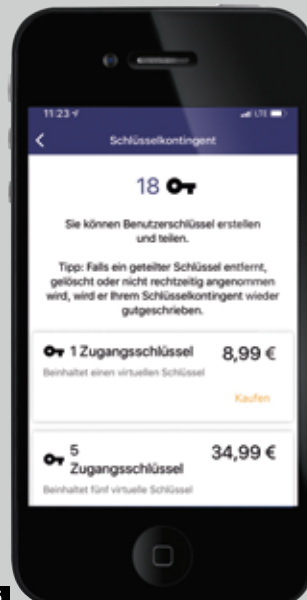 11:23
LTE
Schlüsselkontingent
18
Sie können Benutzerschlüssel erstellen
und teilen.
Tipp: Falls ein geteilter Schlüssel entfernt,
gelöscht oder nicht rechtzeitig angenommen
wird, wird er Ihrem Schlüsselkontingent wieder
gutgeschrieben.
1 Zugangsschlüssel 8,99 €
Beinhaltet einen virtuellen Schlüssel
Kaufen
5
Zugangsschlüssel 34,99 €
Beinhaltet fünf virtuelle Schlüssel